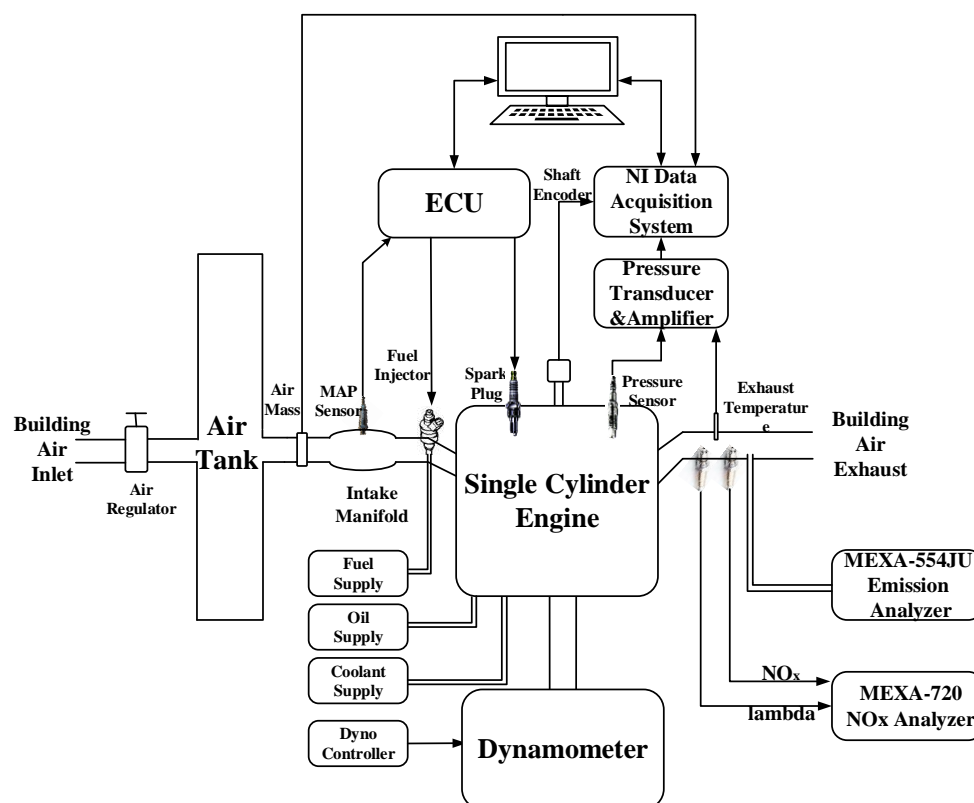 ECU
Shaft
Encoder
NI Data
Acquisition
System
Pressure
Transducer
&Amplifier
Air
Mass
MAP
Sensor
Fuel
Injector
Spark
Plug
Pressure
Sensor
Exhaust
Temperatur
e
Building
Air
Inlet
Air
Regulator
Air
Tank
Intake
Manifold
Single Cylinder
Engine
Building
Air
Exhaust
Fuel
Supply
Oil
Supply
Coolant
Supply
Dyno
Controller
Dynamometer
MEXA-554JU
Emission
Analyzer
NOx
lambda
MEXA-720
NOx Analyzer